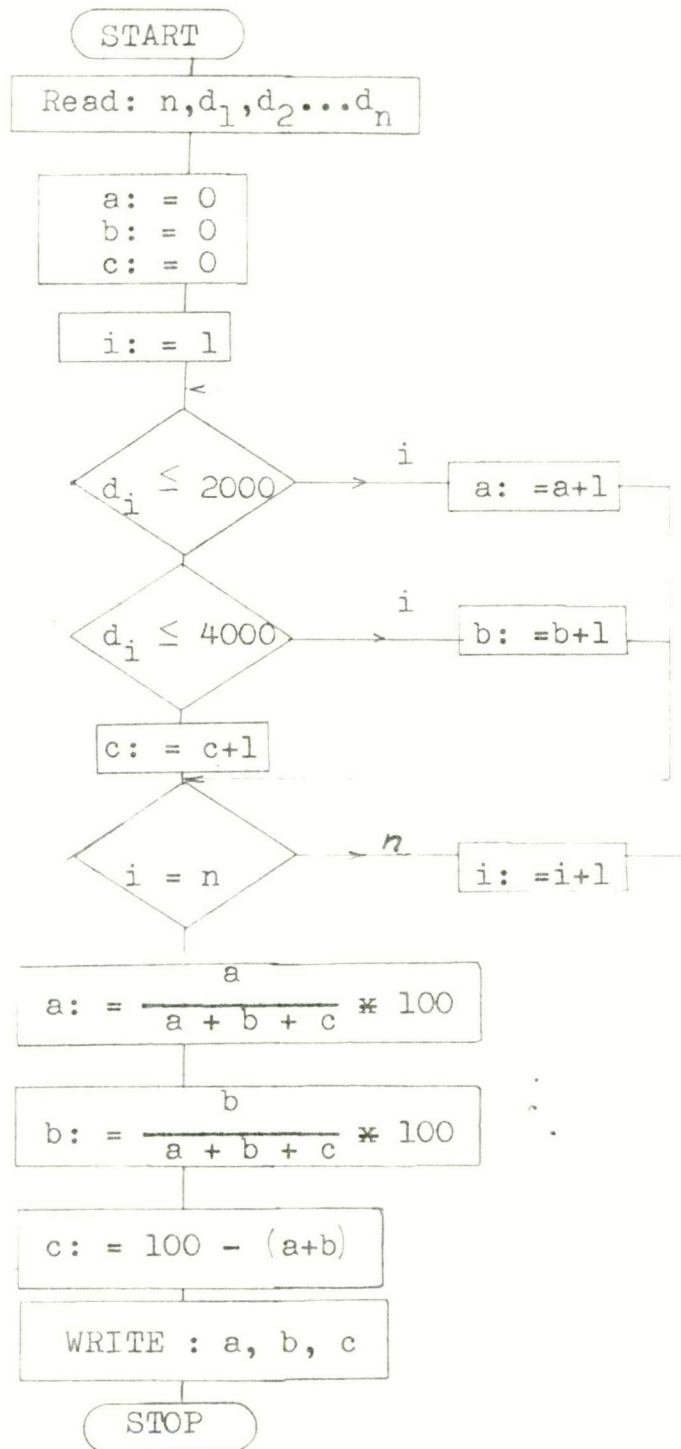 START
Read: n,d1,d2...dn
a: = 0
b: = 0
c: = 0
i: = 1
di ≤ 2000
i
a: =a+1
di ≤ 4000
i
b: =b+1
c: = c+1
i = n
n
i: =i+1
a: = a / a + b + c * 100
b: = b / a + b + c * 100
c: = 100 - (a+b)
WRITE : a, b, c
STOP